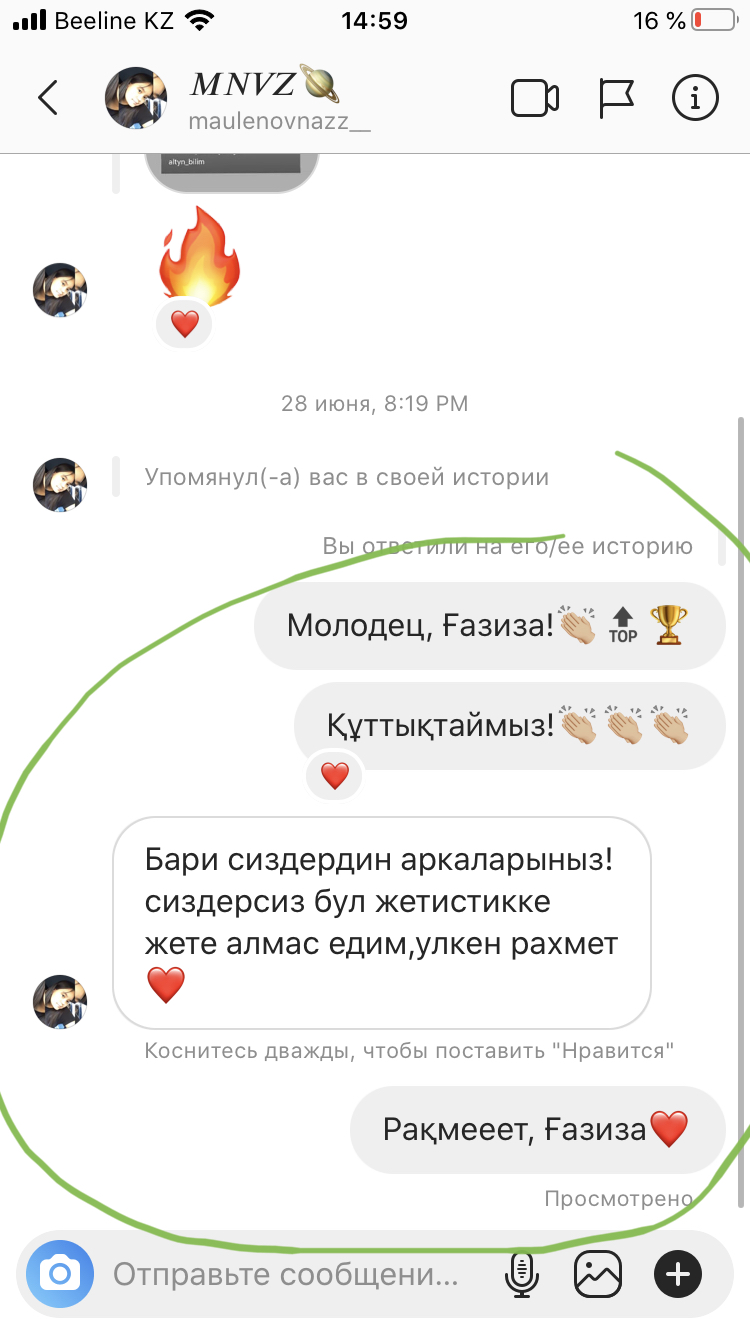 Beeline KZ
14:59
16 %
MNVZ
maulenovnazz__
altyn_bilim
28 июня, 8:19 PM
Упомянул(-а) вас в своей истории
Вы ответили на его/ее историю
Молодец, Ғазиза!
TOP
Құттықтаймыз!
Бари сиздердин аркаларыныз!
сиздерсиз бул жетистикке
жете алмас едим,улкен рахмет
Коснитесь дважды, чтобы поставить "Нравится"
Рақмееет, Ғазиза
Просмотрено
Отправьте сообщени...